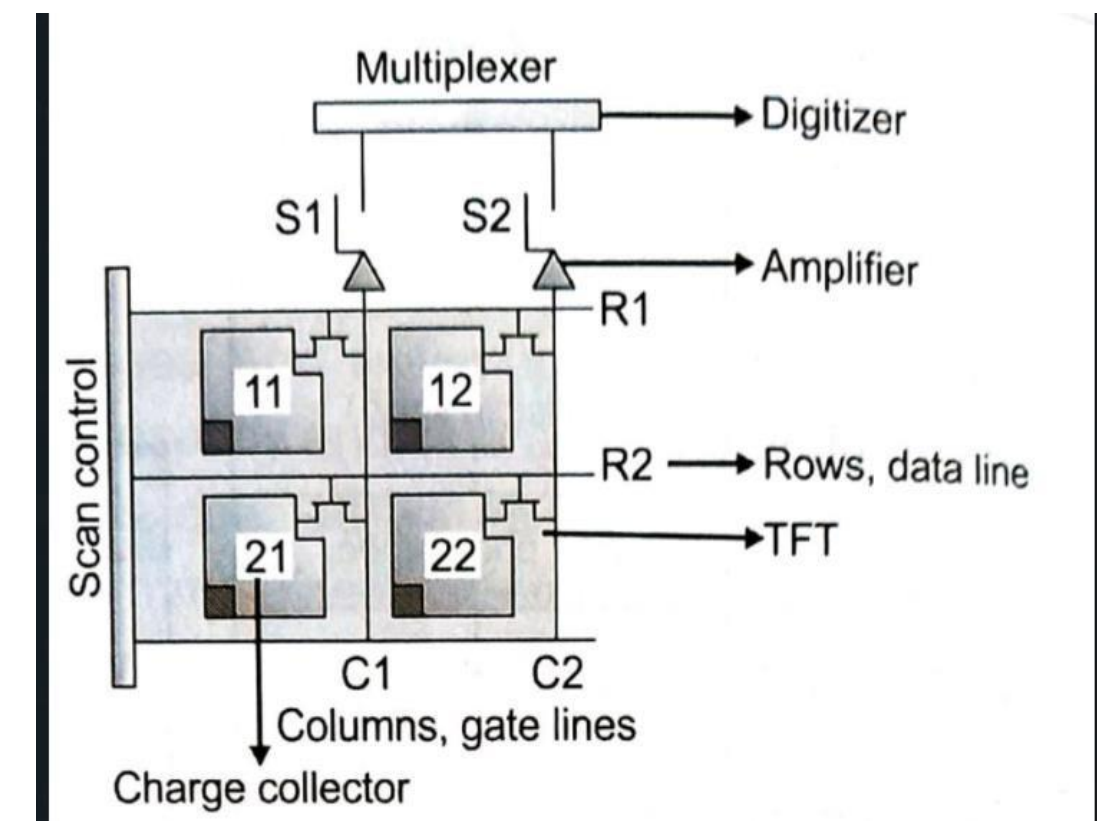 Multiplexer
Digitizer
S1
S2
Amplifier
R1
11
12
Scan control
R2
Rows, data line
21
22
TFT
C1
C2
Columns, gate lines
Charge collector